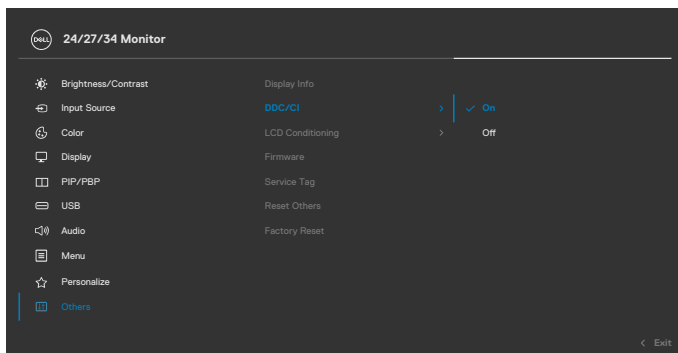 DELL 24/27/34 Monitor
Brightness/Contrast
Input Source
Color
Display
PIP/PBP
USB
Audio
Menu
Personalize
Others
Display Info
DDC/CI >
LCD Conditioning >
Firmware
Service Tag
Reset Others
Factory Reset
✓ On
Off
< Exit